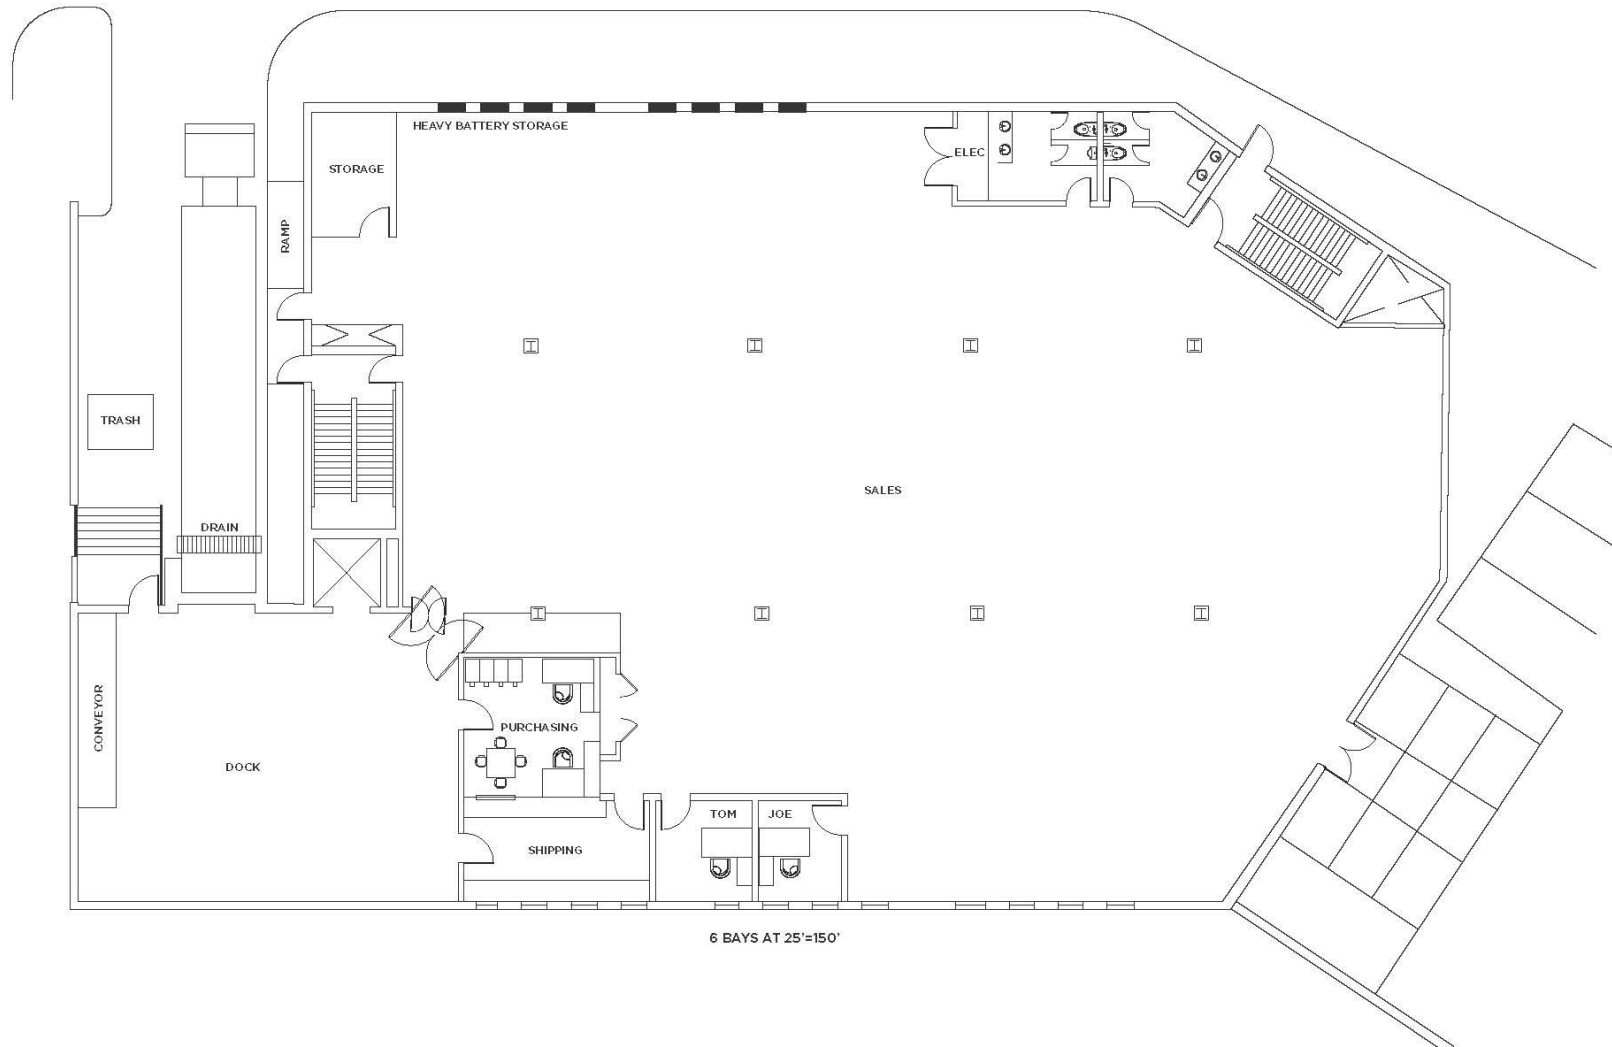 HEAVY BATTERY STORAGE
ELEC
STORAGE
RAMP
TRASH
SALES
DRAIN
CONVEYOR
PURCHASING
DOCK
TOM
JOE
SHIPPING
6 BAYS AT 25'=150'